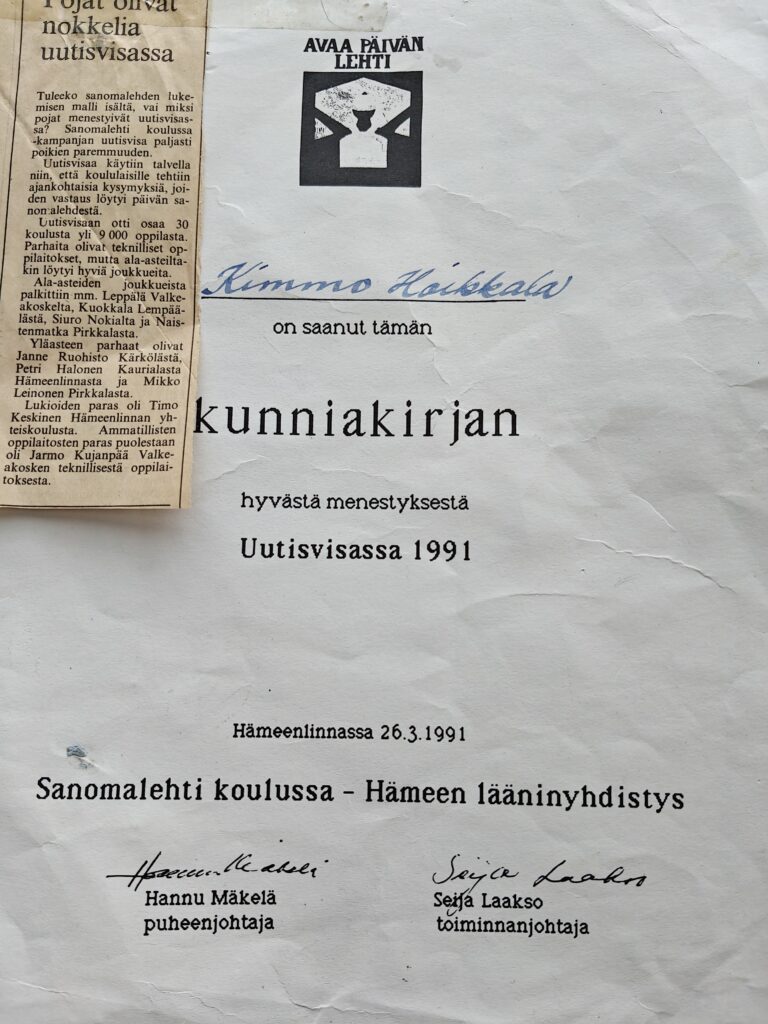 Pojat olivat
nokkelia
uutisvisassa
Tuleeko sanomalehden luke-
misen malli isältä, vai miksi
pojat menestyivät uutisvisas-
sa? Sanomalehti koulussa
-kampanjan uutisvisa paljasti
poikien paremmuuden.
Uutisvisaa käytiin talvella
niin, että koululaisille tehtiin
ajankohtaisia kysymyksiä, joi-
den vastaus löytyi päivän sa-
nomalehdestä.
Uutisvisaan otti osaa 30
koulusta yli 9 000 oppilasta.
Parhaita olivat teknilliset op-
pilaitokset, mutta ala-asteilta-
kin löytyi hyviä joukkueita.
Ala-asteiden joukkueista
palkittiin mm. Leppälä Valke-
akoskelta, Kuokkala Lempää-
lästä, Siuro Nokialta ja Nais-
tenmatka Pirkkalasta.
Yläasteen parhaat olivat
Janne Ruohisto Kärkölästä,
Petri Halonen Kaurialasta
Hämeenlinnasta ja Mikko
Leinonen Pirkkalasta.
Lukioiden paras oli Timo
Keskinen Hämeenlinnan yh-
teiskoulusta. Ammatillisten
oppilaitosten paras puolestaan
oli Jarmo Kujanpää Valke-
akosken teknillisestä oppilai-
toksesta.
AVAA PÄIVÄN
LEHTI
Kimmo Hoikkala
on saanut tämän
kunniakirjan
hyvästä menestyksestä
Uutisvisassa 1991
Hämeenlinnassa 26.3.1991
Sanomalehti koulussa - Hämeen lääninyhdistys
Hannu Mäkelä
Seija Laakso
Hannu Mäkelä
Seija Laakso
puheenjohtaja
toiminnanjohtaja